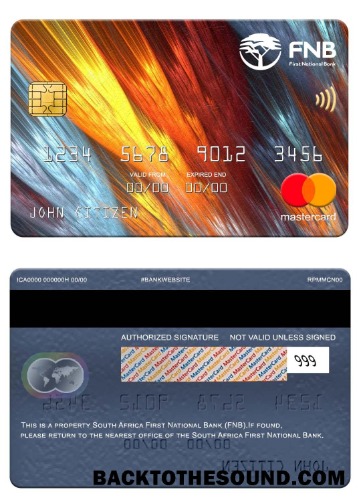 FNB
First National Bank
1234 5678 9012 3456
VALID FROM EXPIRED END
00/00 00/00
JOHN CITIZEN
mastercard
ICA0000 000000H 00/00 #BANKWEBSITE RPMMCN00
AUTHORIZED SIGNATURE NOT VALID UNLESS SIGNED
MasterCard MasterCard MasterCard
999
THIS IS A PROPERTY SOUTH AFRICA FIRST NATIONAL BANK (FNB).IF FOUND,
PLEASE RETURN TO THE NEAREST OFFICE OF THE SOUTH AFRICA FIRST NATIONAL BANK.
BACKTOTHESOUND.COM